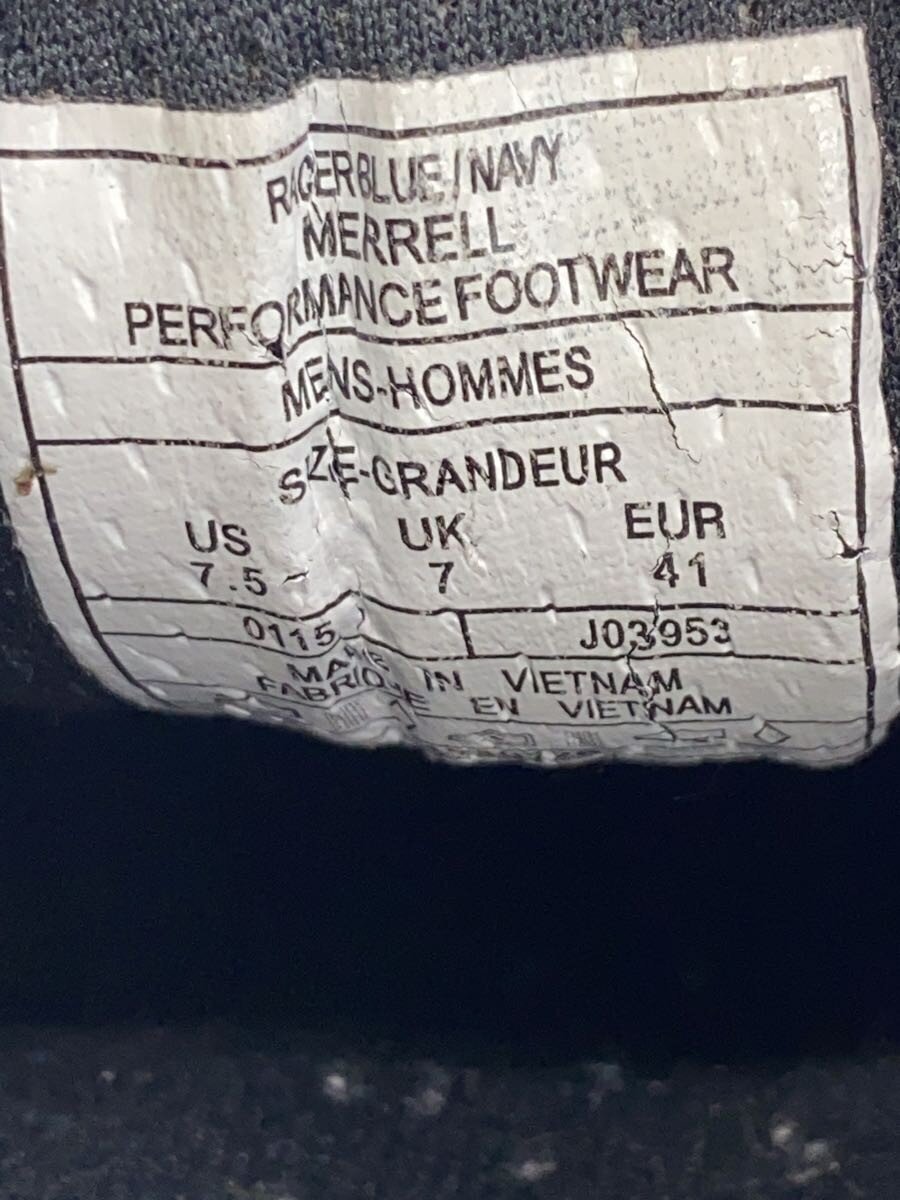 RACER BLUE / NAVY
MERRELL
PERFORMANCE FOOTWEAR
MENS-HOMMES
SIZE-GRANDEUR
US UK EUR
7.5 7 41
0115 J03953
MADE IN VIETNAM
FABRIQUE EN VIETNAM